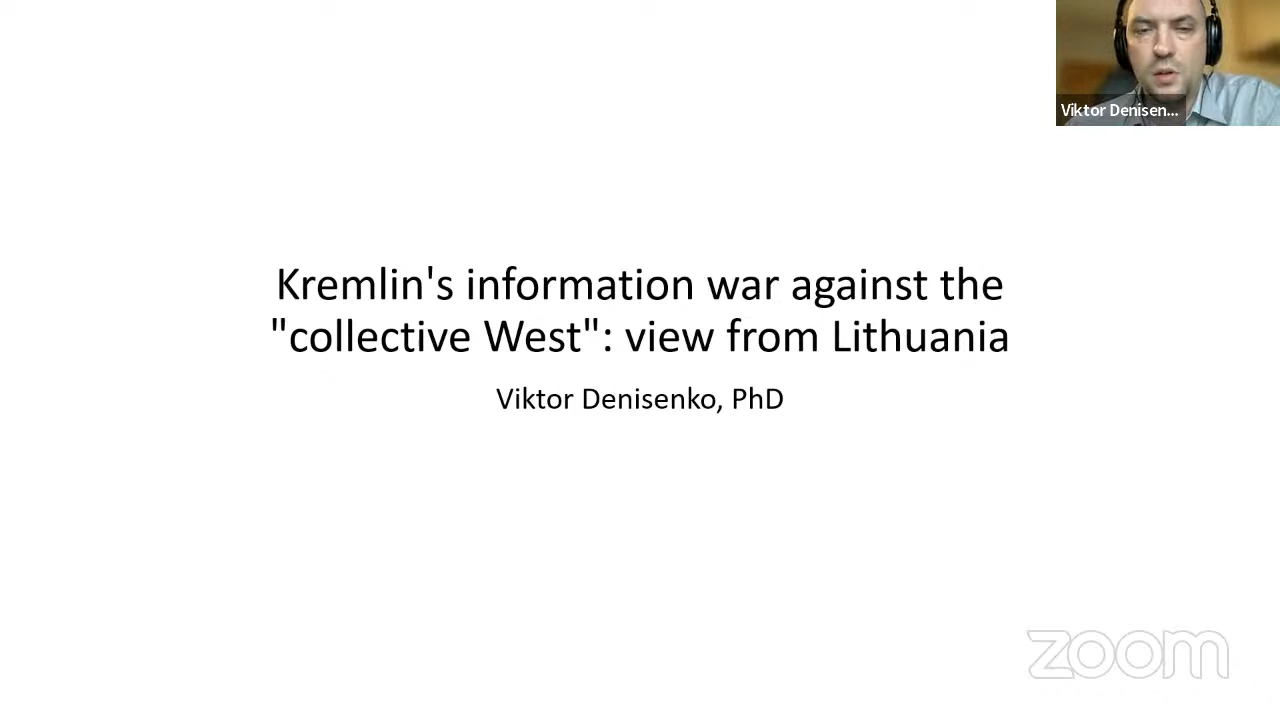 Viktor Denisen...
Kremlin's information war against the
"collective West": view from Lithuania
Viktor Denisenko, PhD
zoom